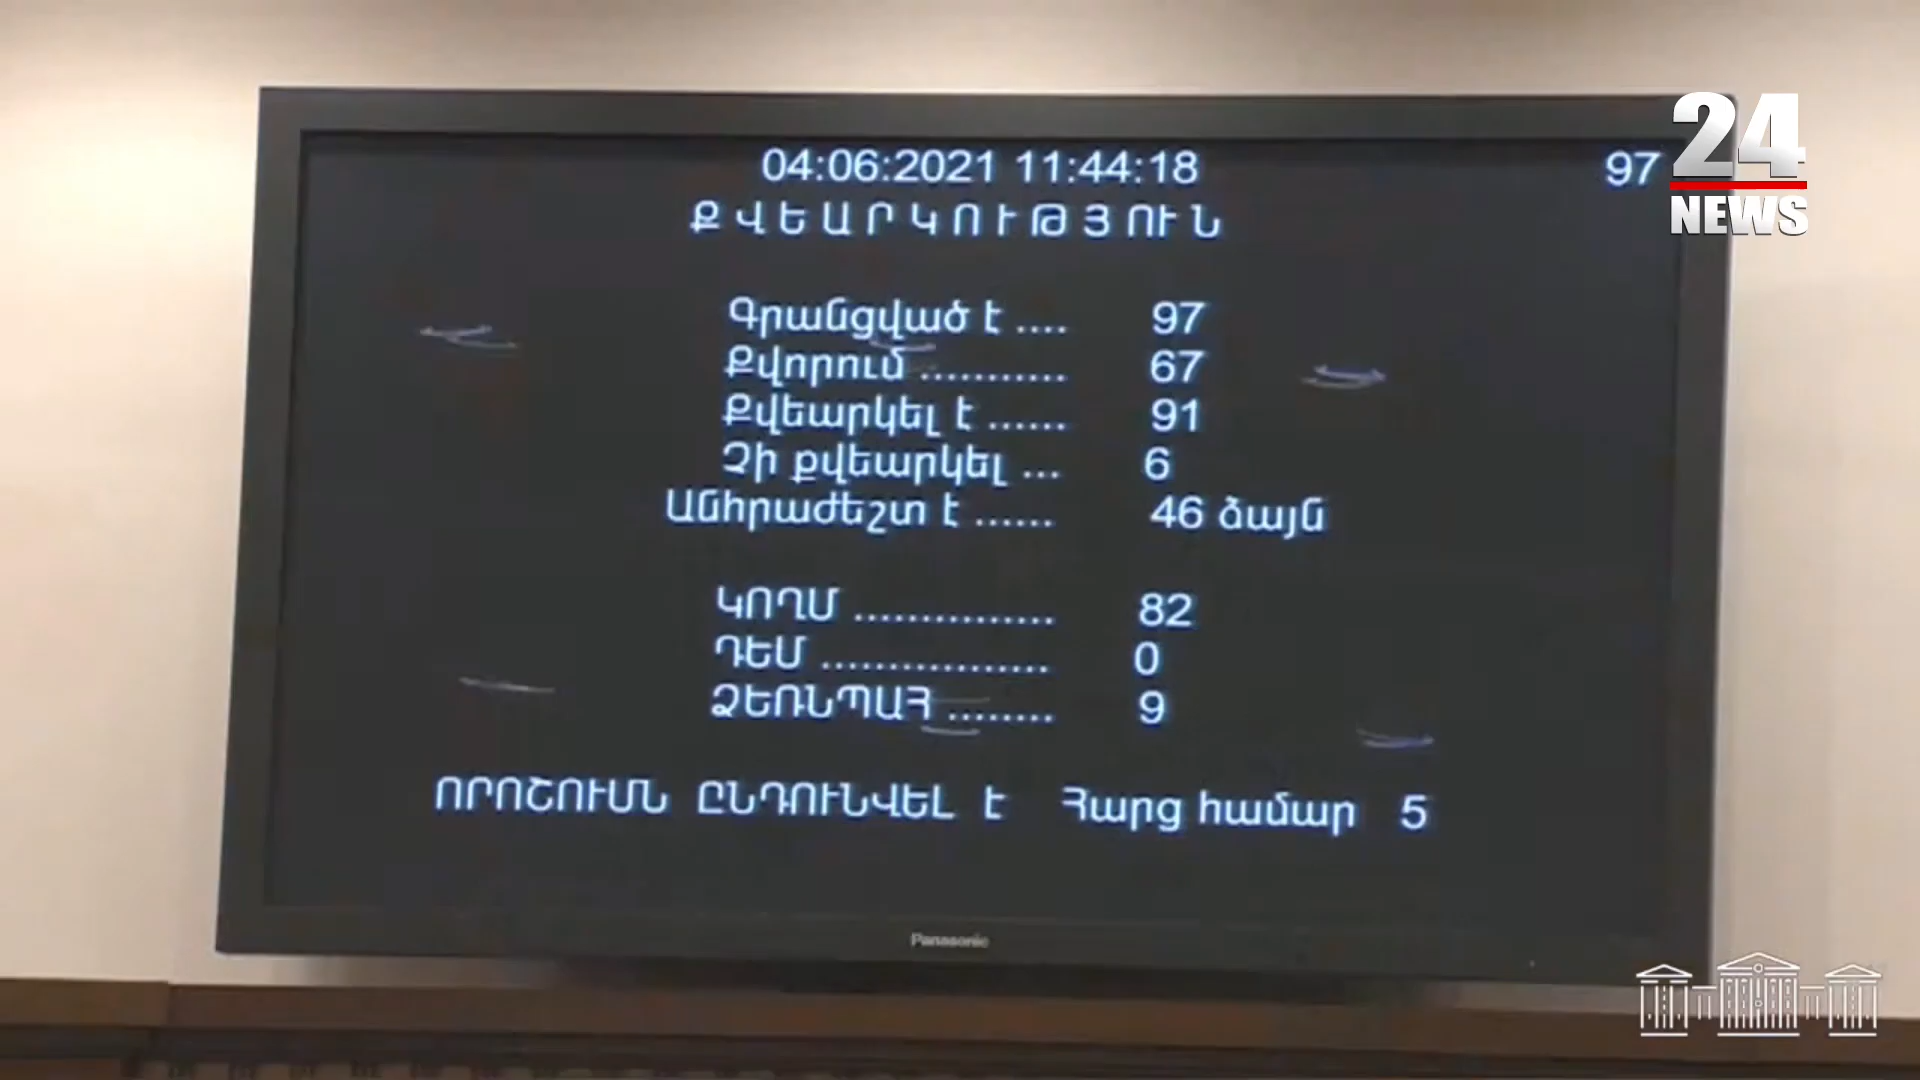 04:06:2021 11:44:18
97
24
NEWS
Ք Վ Ե Ա Ր Կ Ո Ւ Թ Յ ՈՒ Ն
Գրանցված է .... 97
Քվորում ........... 67
Քվեարկել է ...... 91
Չի քվեարկել ... 6
Անհրաժեշտ է ...... 46 ձայն
ԿՈՂՄ ............... 82
ԴԵՄ ................. 0
ՁԵՌՆՊԱՀ ........ 9
ՈՐՈՇՈՒՄՆ ԸՆԴՈՒՆՎԵԼ է Հարց համար 5
Panasonic